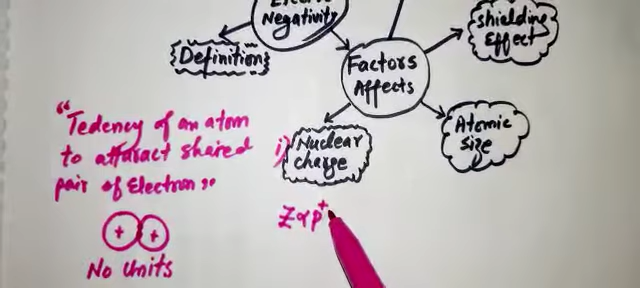 Negativity
Definition
Factors
Affects
Shielding
Effect
Nuclear
charge
Atomic
size
"Tedency of an atom
to attaract shared
pair of Electron"
+ +
No Units
i)
Z∝p⁺